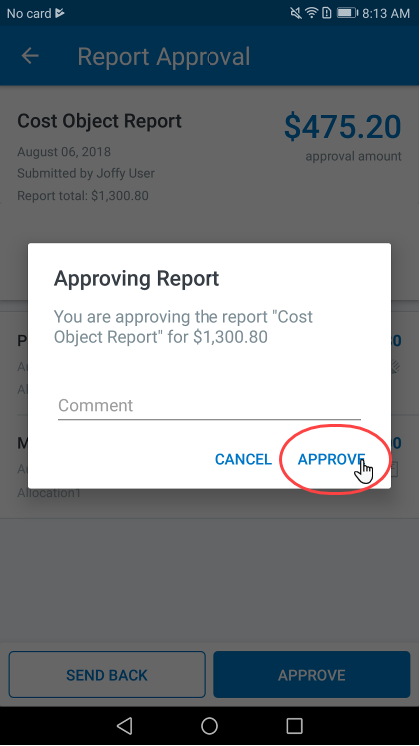 No card 8:13 AM
Report Approval
Cost Object Report
$475.20
August 06, 2018
approval amount
Submitted by Joffy User
Report total: $1,300.80
Approving Report
You are approving the report "Cost
Object Report" for $1,300.80
Comment
CANCEL APPROVE
Allocation1
SEND BACK APPROVE